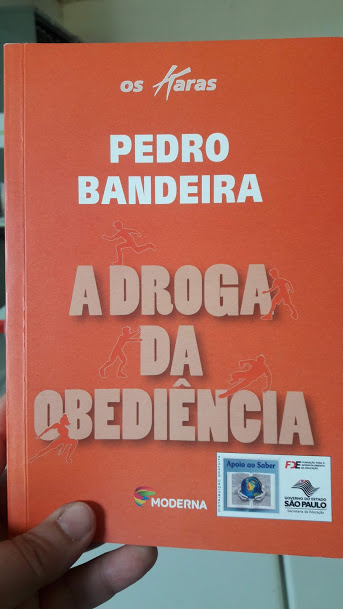 os Karas
PEDRO
BANDEIRA
A DROGA
DA
OBEDIÊNCIA
MODERNA
Apoio ao Saber
FDE
GOVERNO DO ESTADO
SÃO PAULO
Secretaria da Educação